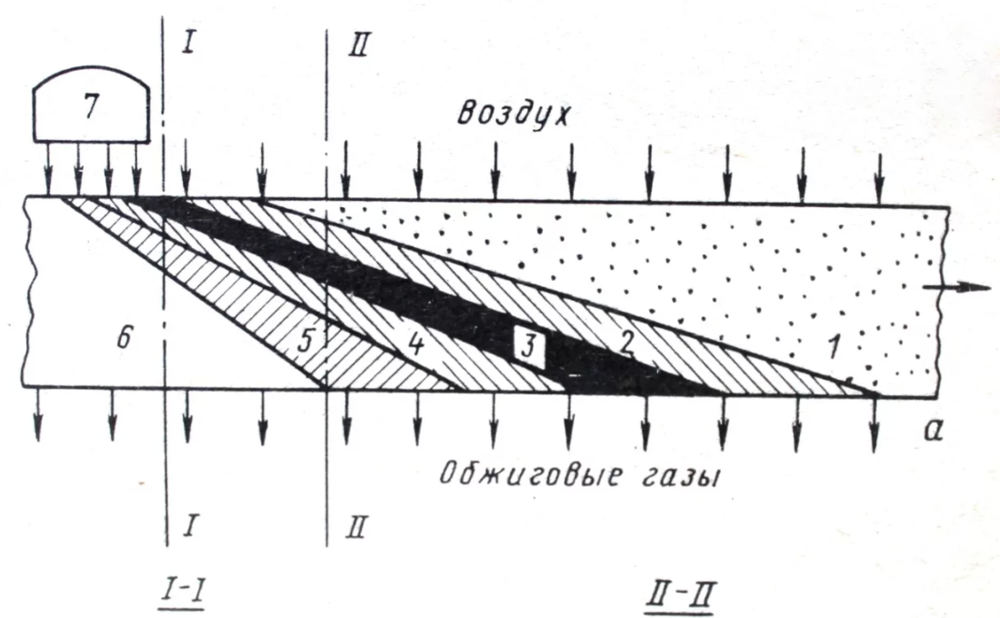 I II
7
Воздух
6 5 4 3 2 1
а
Обжиговые газы
I II
I-I II-II